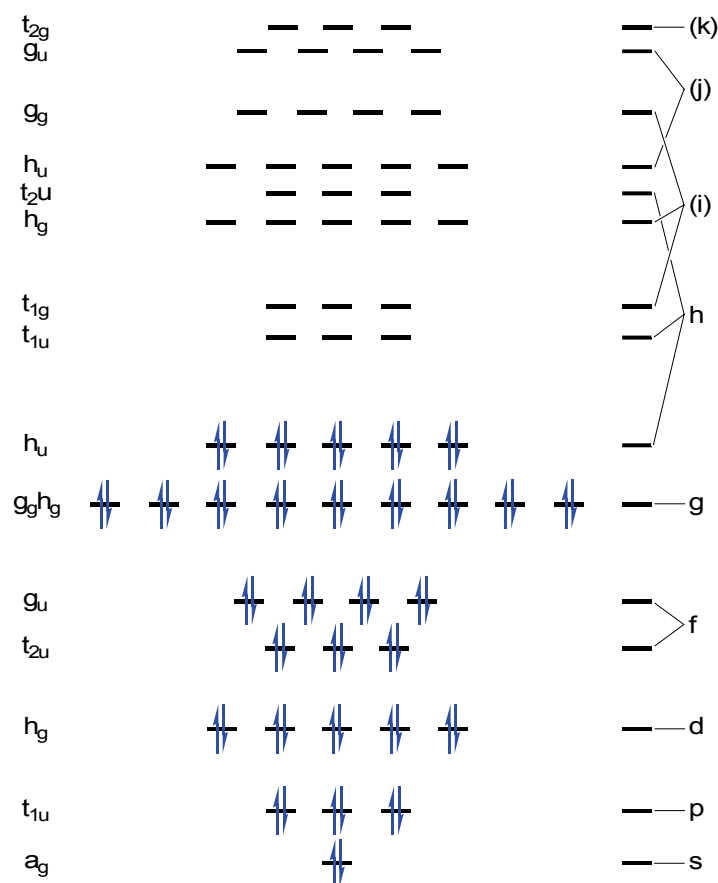 t2g (k)
gu
(j)
gg
hu
t2u
(i)
hg
t1g
h
t1u
hu
gghg g
gu
f
t2u
hg d
t1u p
ag s